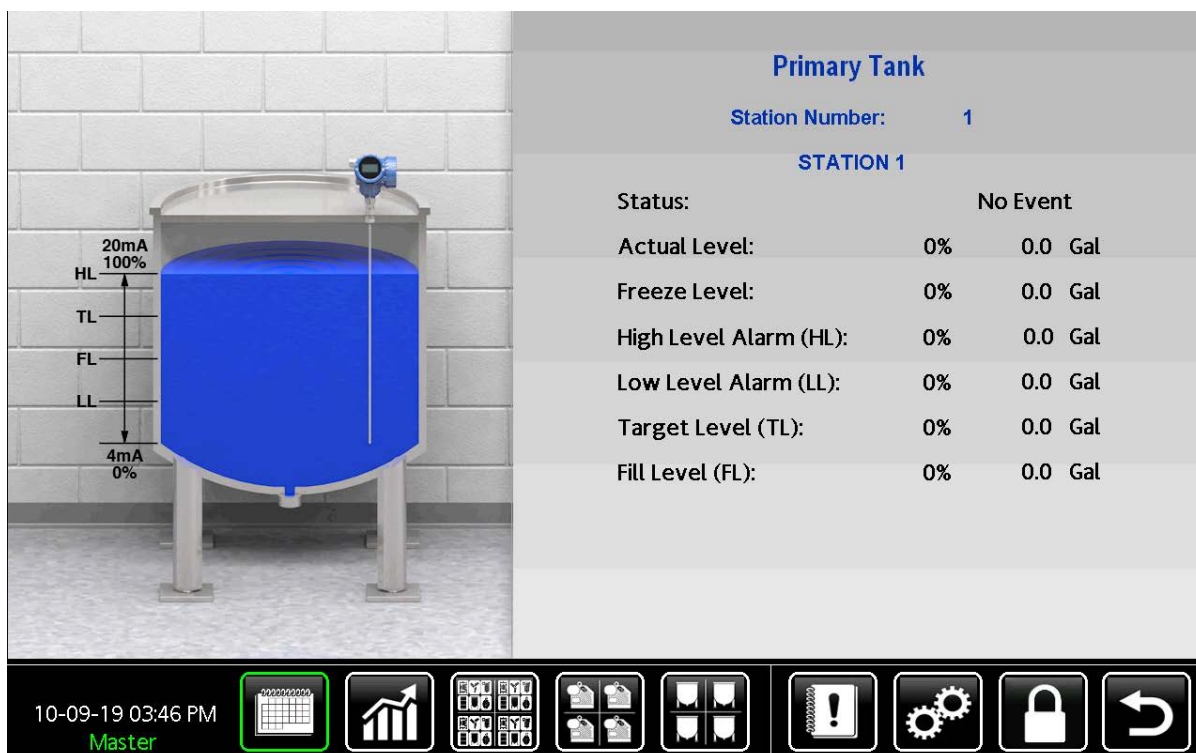 Primary Tank
Station Number: 1
STATION 1
Status: No Event
Actual Level: 0% 0.0 Gal
Freeze Level: 0% 0.0 Gal
High Level Alarm (HL): 0% 0.0 Gal
Low Level Alarm (LL): 0% 0.0 Gal
Target Level (TL): 0% 0.0 Gal
Fill Level (FL): 0% 0.0 Gal
20mA
100%
HL
TL
FL
LL
4mA
0%
10-09-19 03:46 PM
Master